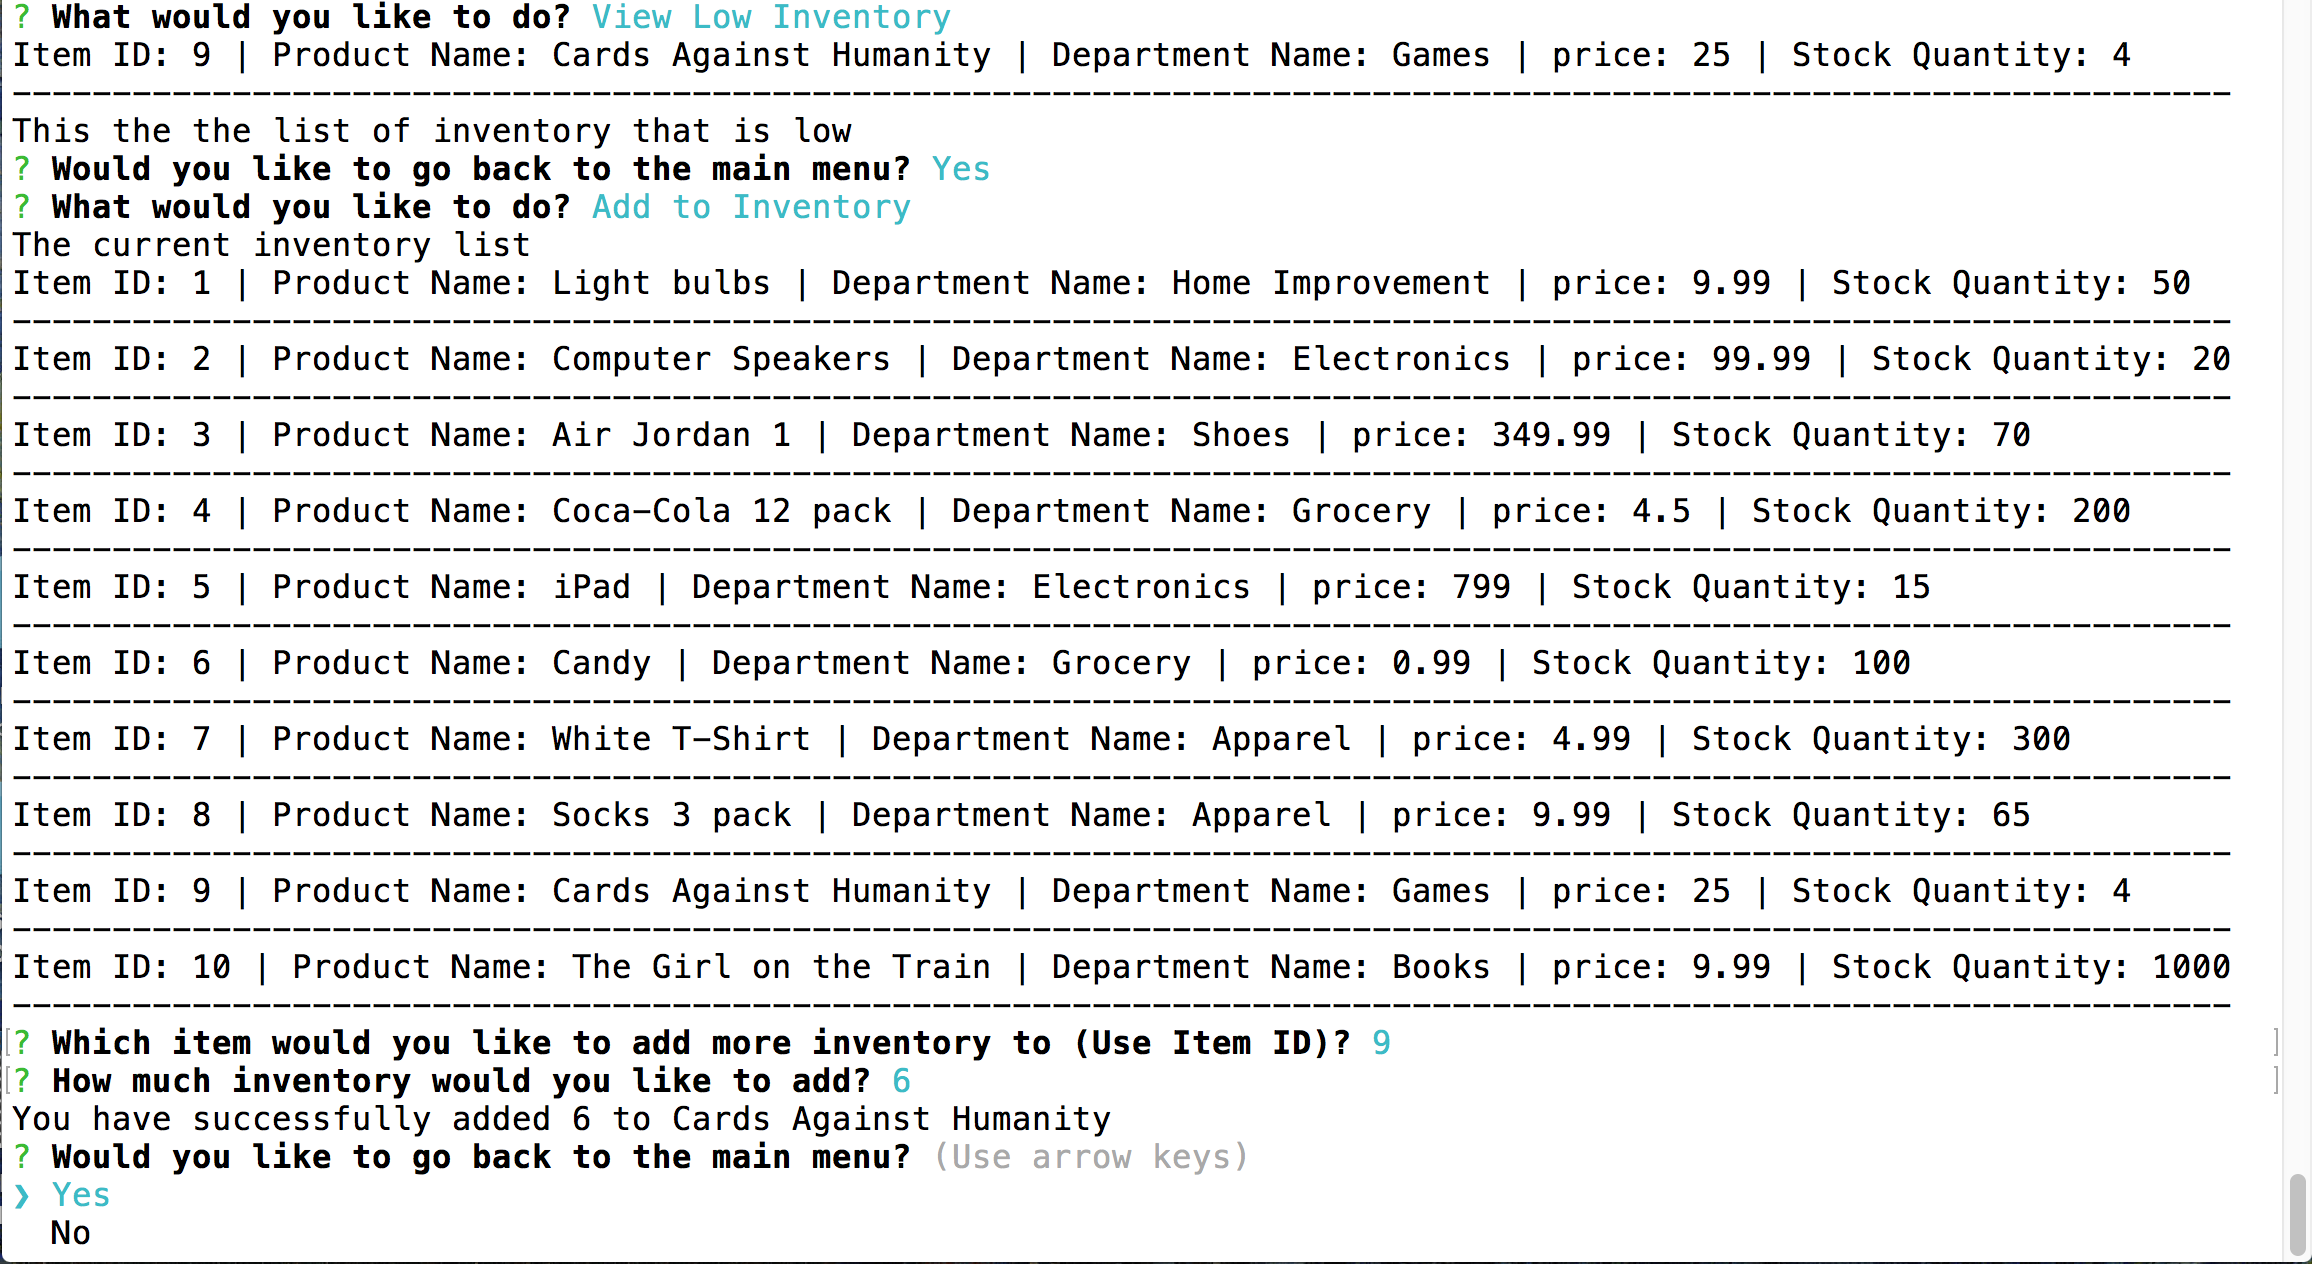 ? What would you like to do? View Low Inventory
Item ID: 9 | Product Name: Cards Against Humanity | Department Name: Games | price: 25 | Stock Quantity: 4
---------------------------------------------------------------------------------------------------------------
This the the list of inventory that is low
? Would you like to go back to the main menu? Yes
? What would you like to do? Add to Inventory
The current inventory list
Item ID: 1 | Product Name: Light bulbs | Department Name: Home Improvement | price: 9.99 | Stock Quantity: 50
---------------------------------------------------------------------------------------------------------------
Item ID: 2 | Product Name: Computer Speakers | Department Name: Electronics | price: 99.99 | Stock Quantity: 20
---------------------------------------------------------------------------------------------------------------
Item ID: 3 | Product Name: Air Jordan 1 | Department Name: Shoes | price: 349.99 | Stock Quantity: 70
---------------------------------------------------------------------------------------------------------------
Item ID: 4 | Product Name: Coca-Cola 12 pack | Department Name: Grocery | price: 4.5 | Stock Quantity: 200
---------------------------------------------------------------------------------------------------------------
Item ID: 5 | Product Name: iPad | Department Name: Electronics | price: 799 | Stock Quantity: 15
---------------------------------------------------------------------------------------------------------------
Item ID: 6 | Product Name: Candy | Department Name: Grocery | price: 0.99 | Stock Quantity: 100
---------------------------------------------------------------------------------------------------------------
Item ID: 7 | Product Name: White T-Shirt | Department Name: Apparel | price: 4.99 | Stock Quantity: 300
---------------------------------------------------------------------------------------------------------------
Item ID: 8 | Product Name: Socks 3 pack | Department Name: Apparel | price: 9.99 | Stock Quantity: 65
---------------------------------------------------------------------------------------------------------------
Item ID: 9 | Product Name: Cards Against Humanity | Department Name: Games | price: 25 | Stock Quantity: 4
---------------------------------------------------------------------------------------------------------------
Item ID: 10 | Product Name: The Girl on the Train | Department Name: Books | price: 9.99 | Stock Quantity: 1000
---------------------------------------------------------------------------------------------------------------
[? Which item would you like to add more inventory to (Use Item ID)? 9 ]
[? How much inventory would you like to add? 6 ]
You have successfully added 6 to Cards Against Humanity
? Would you like to go back to the main menu? (Use arrow keys)
❯ Yes
  No